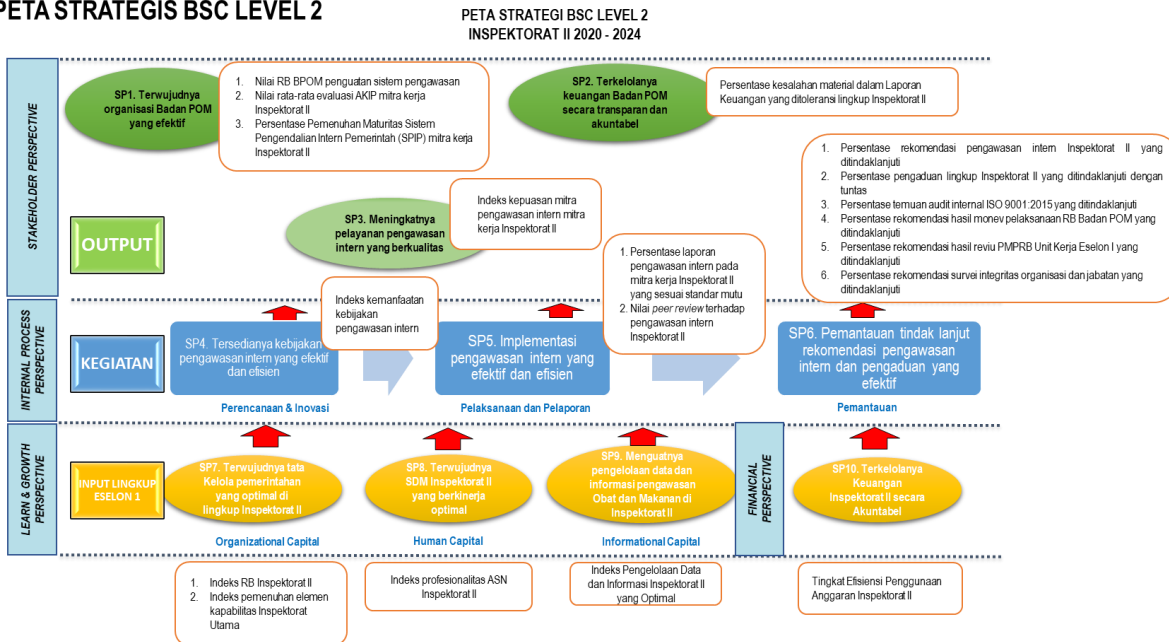 PETA STRATEGIS BSC LEVEL 2
PETA STRATEGI BSC LEVEL 2
INSPEKTORAT II 2020 - 2024
STAKEHOLDER PERSPECTIVE
SP1. Terwujudnya
organisasi Badan POM
yang efektif
1. Nilai RB BPOM penguatan sistem pengawasan
2. Nilai rata-rata evaluasi AKIP mitra kerja
Inspektorat II
3. Persentase Pemenuhan Maturitas Sistem
Pengendalian Intern Pemerintah (SPIP) mitra kerja
Inspektorat II
SP2. Terkelolanya
keuangan Badan POM
secara transparan dan
akuntabel
Persentase kesalahan material dalam Laporan
Keuangan yang ditoleransi lingkup Inspektorat II
1. Persentase rekomendasi pengawasan intern Inspektorat II yang
ditindaklanjuti
2. Persentase pengaduan lingkup Inspektorat II yang ditindaklanjuti dengan
tuntas
3. Persentase temuan audit internal ISO 9001:2015 yang ditindaklanjuti
4. Persentase rekomendasi hasil monev pelaksanaan RB Badan POM yang
ditindaklanjuti
5. Persentase rekomendasi hasil reviu PMPRB Unit Kerja Eselon I yang
ditindaklanjuti
6. Persentase rekomendasi survei integritas organisasi dan jabatan yang
ditindaklanjuti
OUTPUT
SP3. Meningkatnya
pelayanan pengawasan
intern yang berkualitas
Indeks kepuasan mitra
pengawasan intern mitra
kerja Inspektorat II
Indeks kemanfaatan
kebijakan
pengawasan intern
1. Persentase laporan
pengawasan intern pada
mitra kerja Inspektorat II
yang sesuai standar mutu
2. Nilai peer review terhadap
pengawasan intern
Inspektorat II
INTERNAL PROCESS
PERSPECTIVE
KEGIATAN
SP4. Tersedianya kebijakan
pengawasan intern yang efektif
dan efisien
SP5. Implementasi
pengawasan intern yang
efektif dan efisien
SP6. Pemantauan tindak lanjut
rekomendasi pengawasan
intern dan pengaduan yang
efektif
Perencanaan & Inovasi
Pelaksanaan dan Pelaporan
Pemantauan
LEARN & GROWTH
PERSPECTIVE
INPUT LINGKUP
ESELON 1
SP7. Terwujudnya tata
Kelola pemerintahan
yang optimal di
lingkup Inspektorat II
SP8. Terwujudnya
SDM Inspektorat II
yang berkinerja
optimal
SP9. Menguatnya
pengelolaan data dan
Informasi pengawasan
Obat dan Makanan di
Inspektorat II
FINANCIAL
PERSPECTIVE
SP10. Terkelolanya
Keuangan
Inspektorat II secara
Akuntabel
Organizational Capital
Human Capital
Informational Capital
1. Indeks RB Inspektorat II
2. Indeks pemenuhan elemen
kapabilitas Inspektorat
Utama
Indeks profesionalitas ASN
Inspektorat II
Indeks Pengelolaan Data
dan Informasi Inspektorat II
yang Optimal
Tingkat Efisiensi Penggunaan
Anggaran Inspektorat II